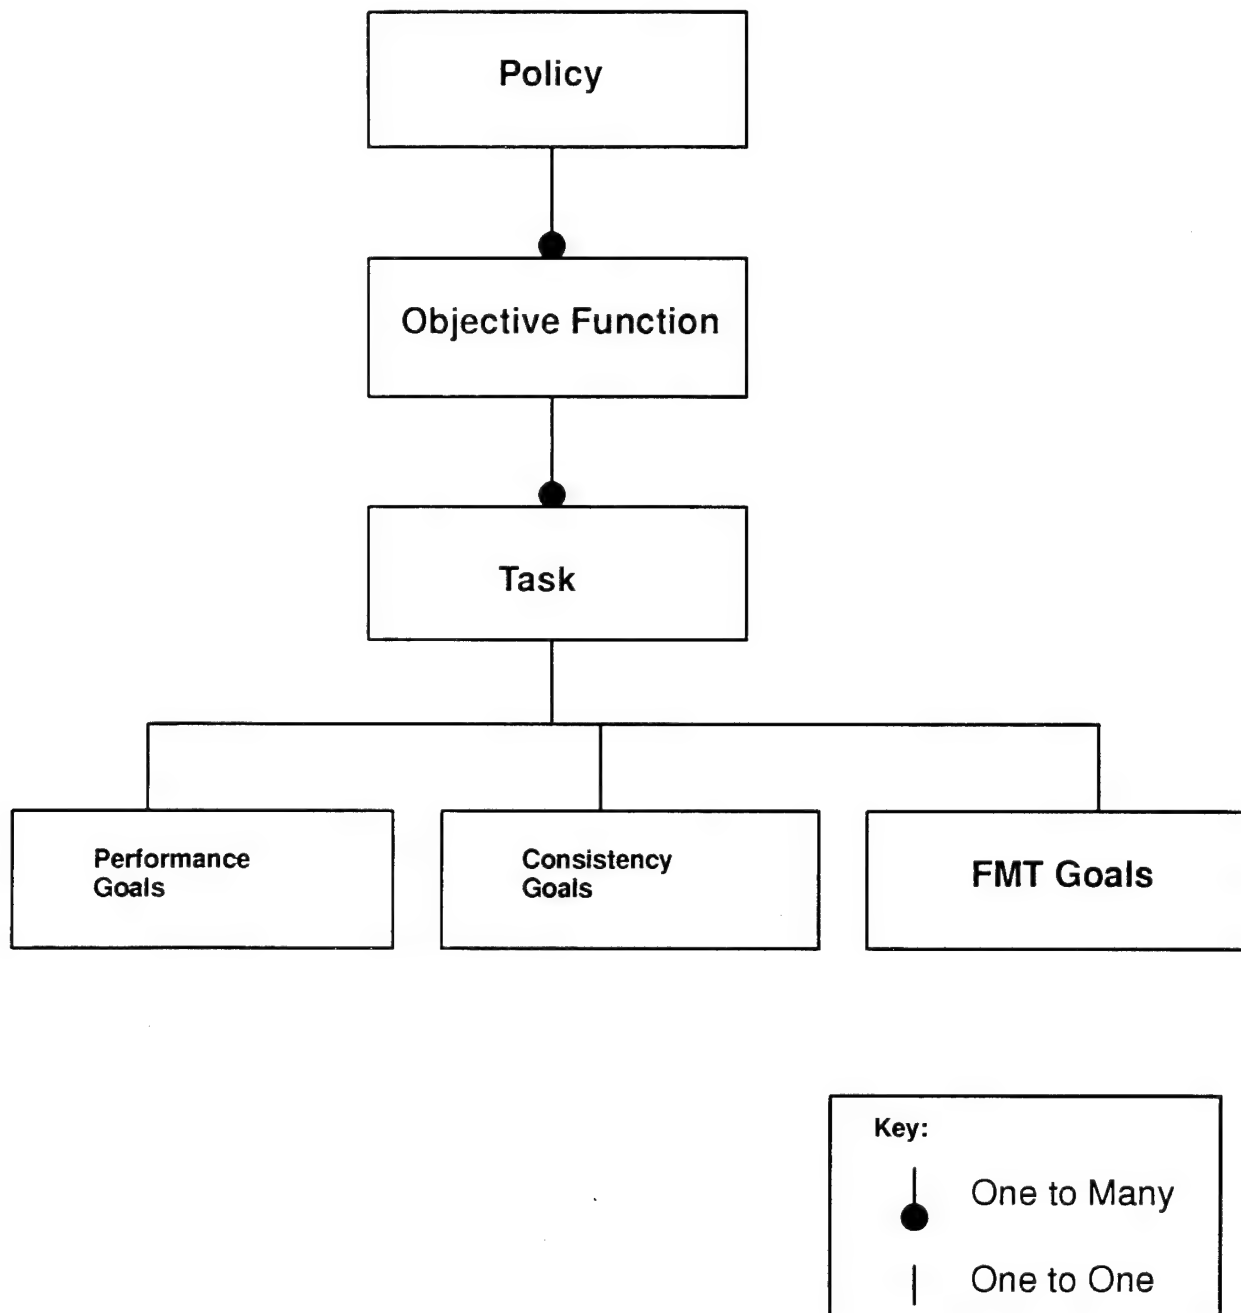 Policy
Objective Function
Task
Performance
Goals
Consistency
Goals
FMT Goals
Key:
One to Many
One to One